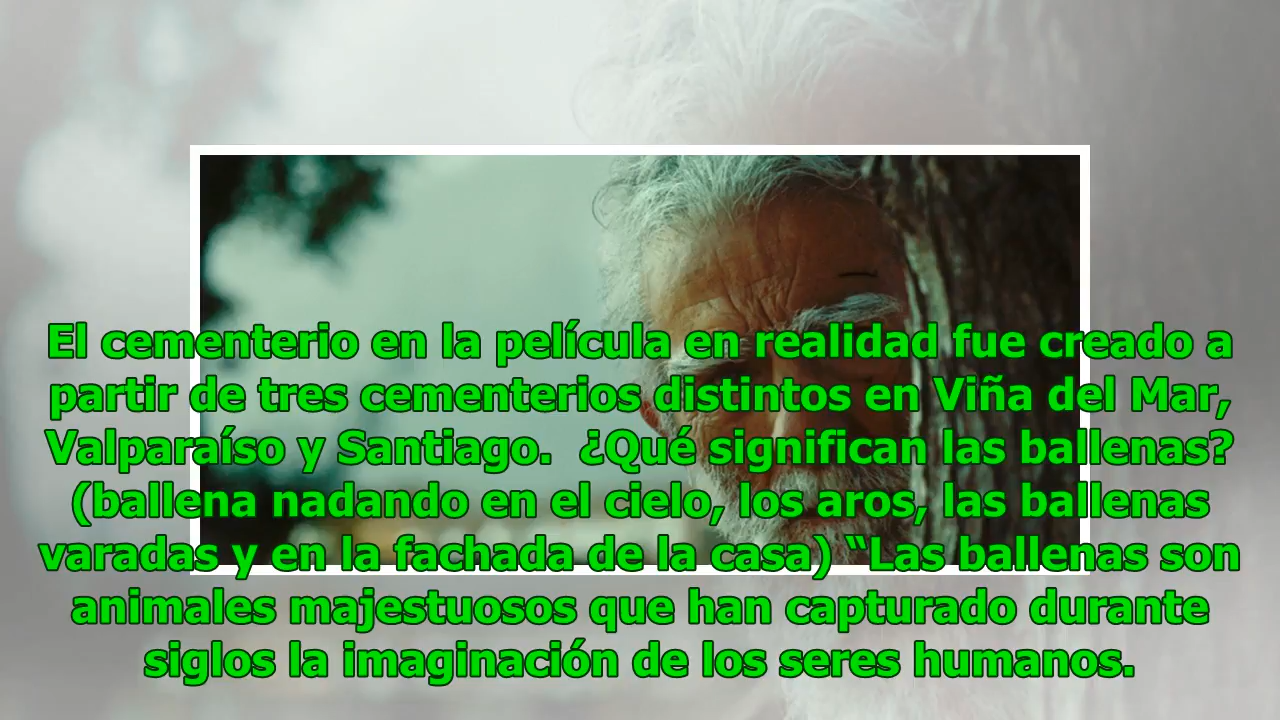 El cementerio en la película en realidad fue creado a
partir de tres cementerios distintos en Viña del Mar,
Valparaíso y Santiago.  ¿Qué significan las ballenas?
(ballena nadando en el cielo, los aros, las ballenas
varadas y en la fachada de la casa) “Las ballenas son
animales majestuosos que han capturado durante
siglos la imaginación de los seres humanos.